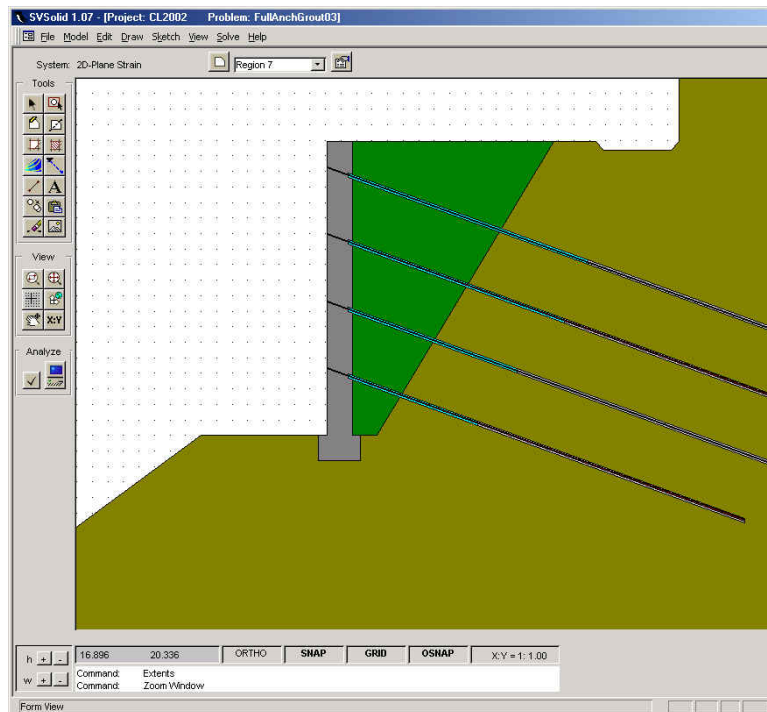 SVSolid 1.07 - [Project: CL2002 Problem: FullAnchGrout03]
File Model Edit Draw Sketch View Solve Help
System: 2D-Plane Strain Region 7
Tools
A
View
X:Y
Analyze
h + - 16.896 20.336 ORTHO SNAP GRID OSNAP X:Y = 1: 1.00
Command: Extents
w + - Command: Zoom Window
Form View